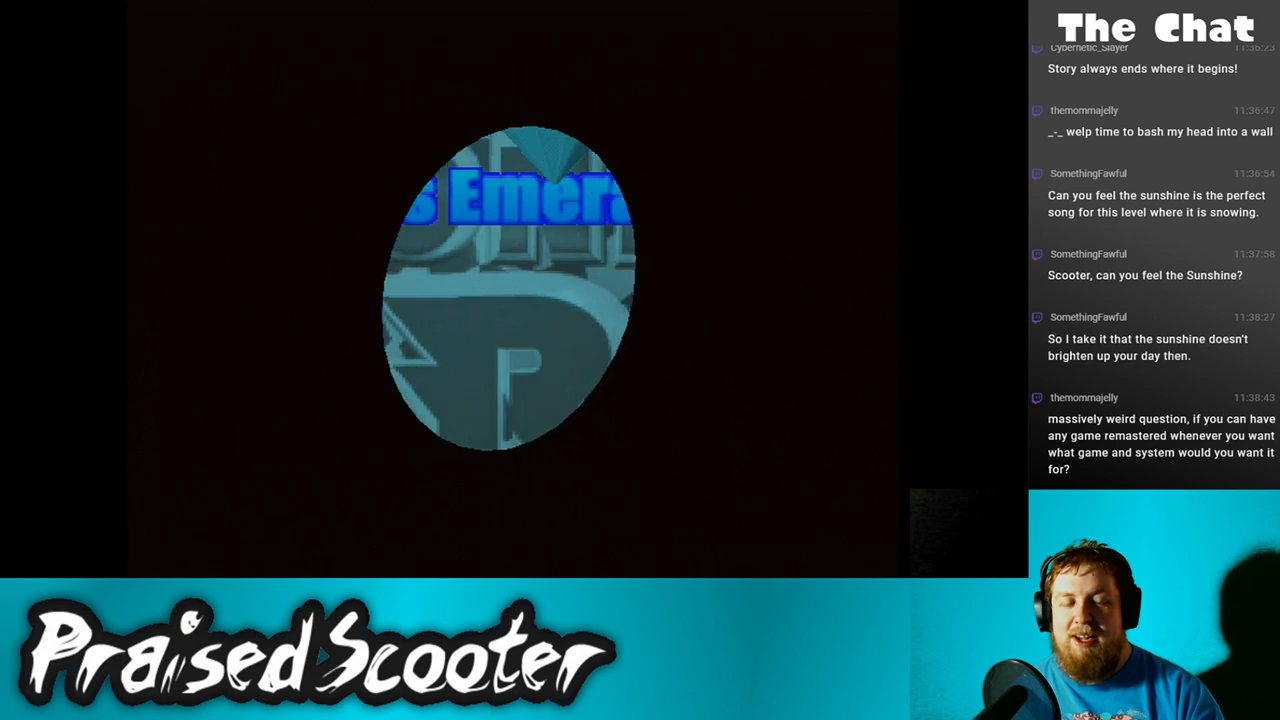 The Chat
Cybernetic_Slayer 11:36:23
Story always ends where it begins!
themommajelly 11:36:47
_-_ welp time to bash my head into a wall
SomethingFawful 11:36:54
Can you feel the sunshine is the perfect
song for this level where it is snowing.
SomethingFawful 11:37:58
Scooter, can you feel the Sunshine?
SomethingFawful 11:38:27
So I take it that the sunshine doesn't
brighten up your day then.
themommajelly 11:38:43
massively weird question, if you can have
any game remastered whenever you want
what game and system would you want it
for?
s Emer
P
PraisedScooter